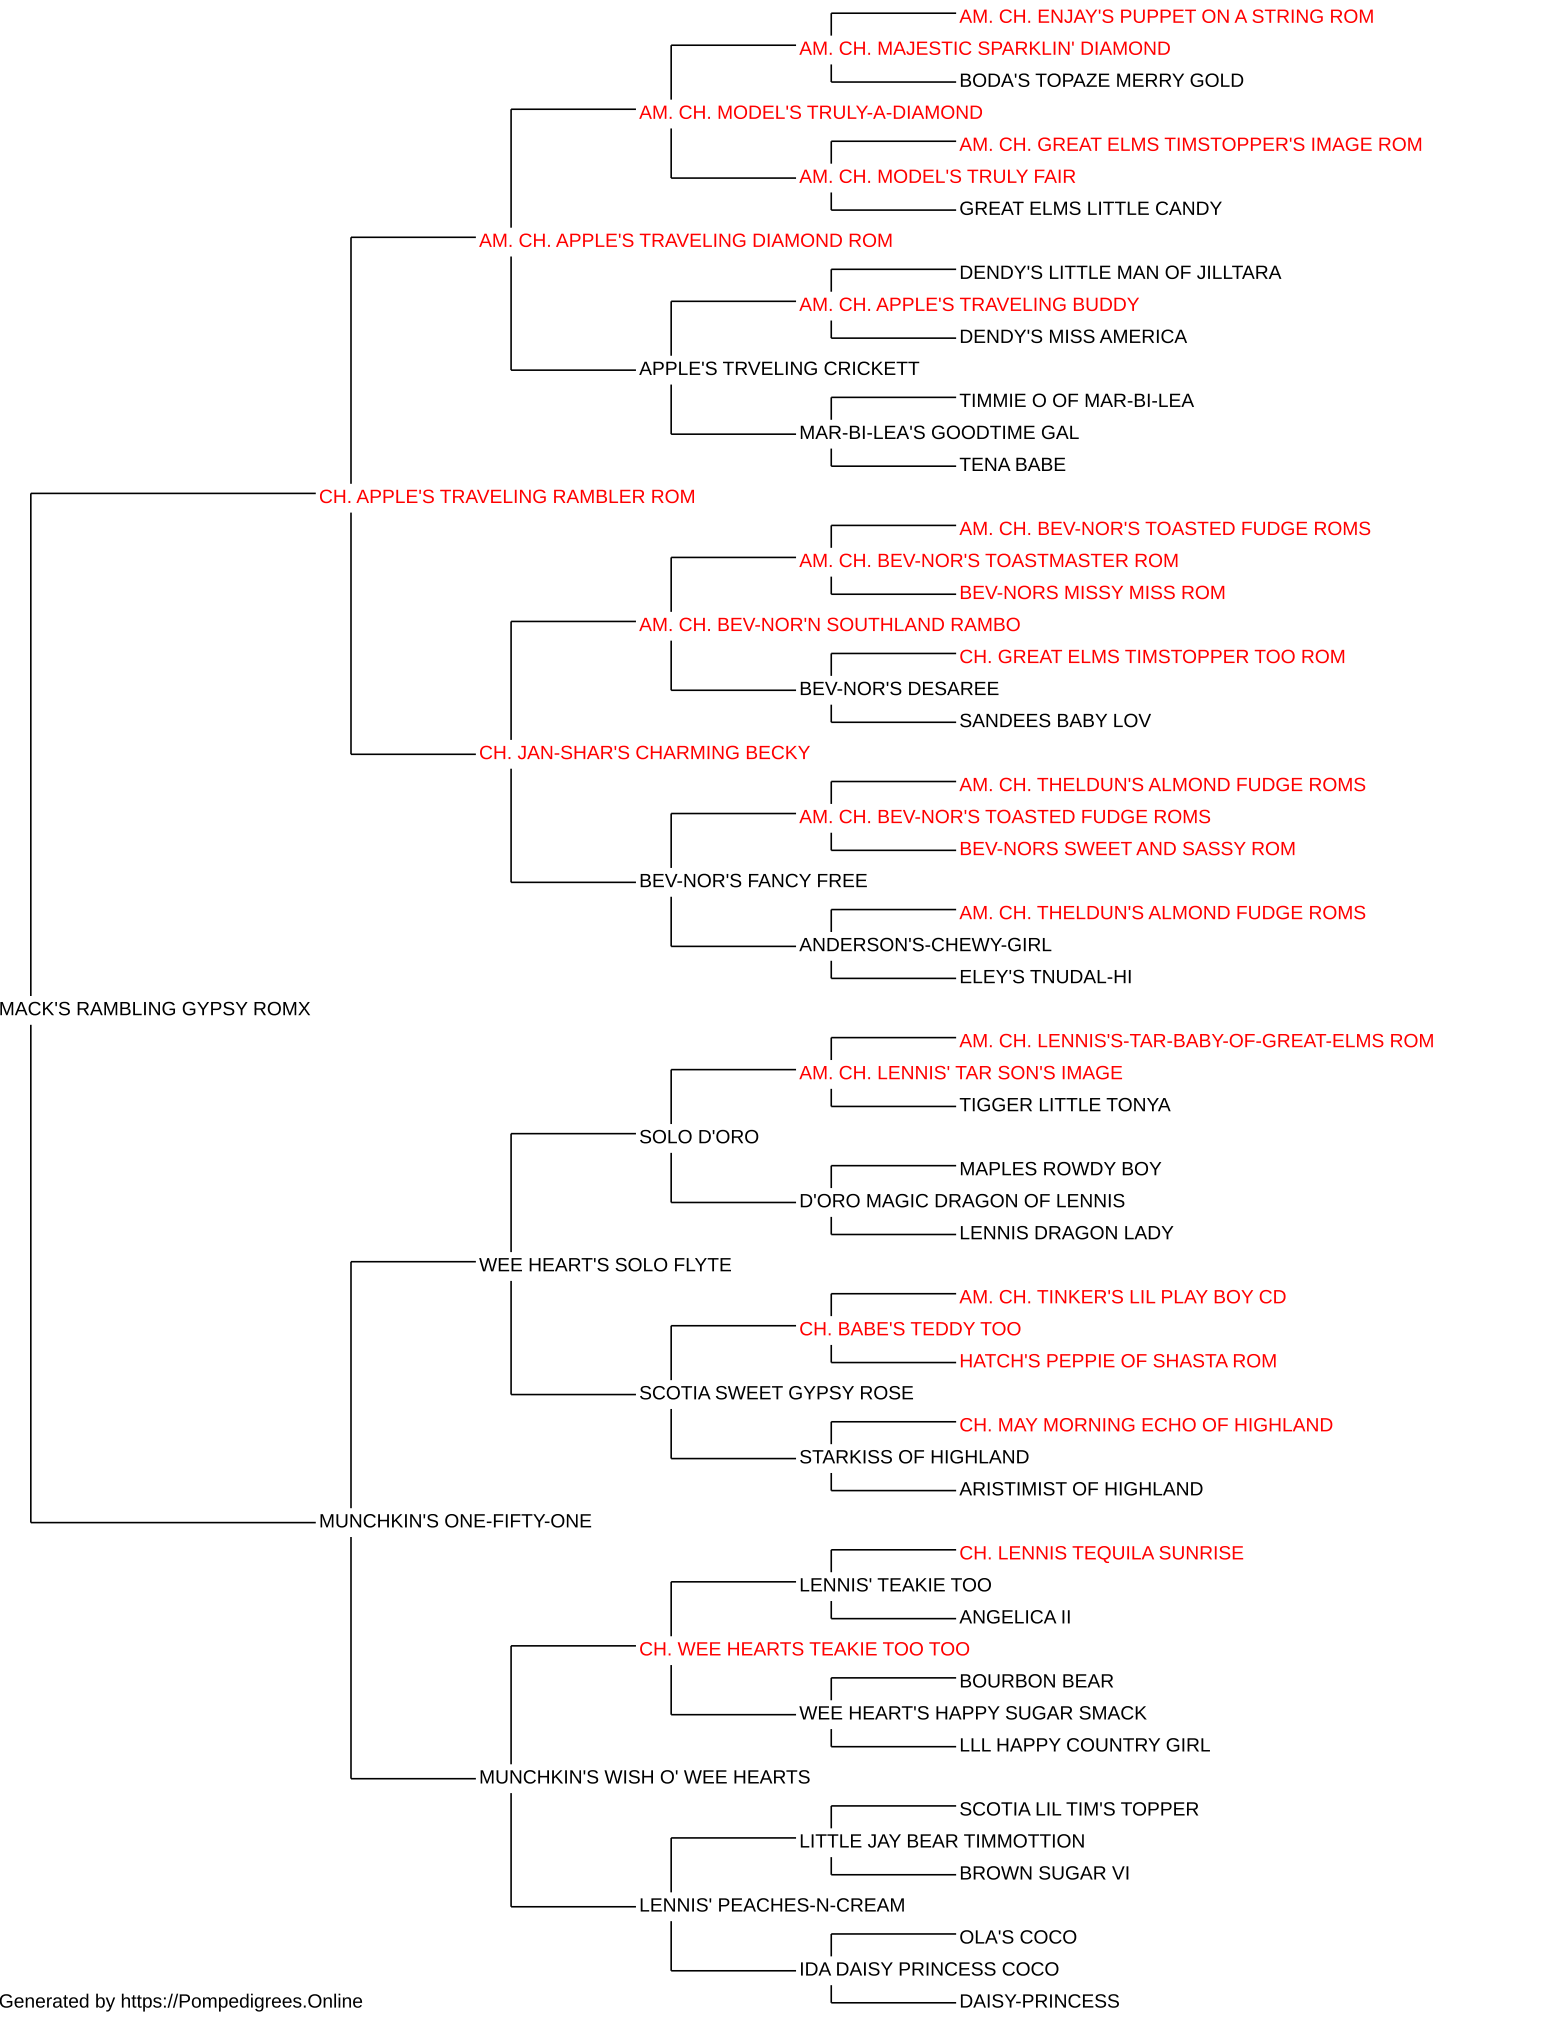 AM. CH. ENJAY'S PUPPET ON A STRING ROM
AM. CH. MAJESTIC SPARKLIN' DIAMOND
BODA'S TOPAZE MERRY GOLD
AM. CH. MODEL'S TRULY-A-DIAMOND
AM. CH. GREAT ELMS TIMSTOPPER'S IMAGE ROM
AM. CH. MODEL'S TRULY FAIR
GREAT ELMS LITTLE CANDY
AM. CH. APPLE'S TRAVELING DIAMOND ROM
DENDY'S LITTLE MAN OF JILLTARA
AM. CH. APPLE'S TRAVELING BUDDY
DENDY'S MISS AMERICA
APPLE'S TRVELING CRICKETT
TIMMIE O OF MAR-BI-LEA
MAR-BI-LEA'S GOODTIME GAL
TENA BABE
CH. APPLE'S TRAVELING RAMBLER ROM
AM. CH. BEV-NOR'S TOASTED FUDGE ROMS
AM. CH. BEV-NOR'S TOASTMASTER ROM
BEV-NORS MISSY MISS ROM
AM. CH. BEV-NOR'N SOUTHLAND RAMBO
CH. GREAT ELMS TIMSTOPPER TOO ROM
BEV-NOR'S DESAREE
SANDEES BABY LOV
CH. JAN-SHAR'S CHARMING BECKY
AM. CH. THELDUN'S ALMOND FUDGE ROMS
AM. CH. BEV-NOR'S TOASTED FUDGE ROMS
BEV-NORS SWEET AND SASSY ROM
BEV-NOR'S FANCY FREE
AM. CH. THELDUN'S ALMOND FUDGE ROMS
ANDERSON'S-CHEWY-GIRL
ELEY'S TNUDAL-HI
MACK'S RAMBLING GYPSY ROMX
AM. CH. LENNIS'S-TAR-BABY-OF-GREAT-ELMS ROM
AM. CH. LENNIS' TAR SON'S IMAGE
TIGGER LITTLE TONYA
SOLO D'ORO
MAPLES ROWDY BOY
D'ORO MAGIC DRAGON OF LENNIS
LENNIS DRAGON LADY
WEE HEART'S SOLO FLYTE
AM. CH. TINKER'S LIL PLAY BOY CD
CH. BABE'S TEDDY TOO
HATCH'S PEPPIE OF SHASTA ROM
SCOTIA SWEET GYPSY ROSE
CH. MAY MORNING ECHO OF HIGHLAND
STARKISS OF HIGHLAND
ARISTIMIST OF HIGHLAND
MUNCHKIN'S ONE-FIFTY-ONE
CH. LENNIS TEQUILA SUNRISE
LENNIS' TEAKIE TOO
ANGELICA II
CH. WEE HEARTS TEAKIE TOO TOO
BOURBON BEAR
WEE HEART'S HAPPY SUGAR SMACK
LLL HAPPY COUNTRY GIRL
MUNCHKIN'S WISH O' WEE HEARTS
SCOTIA LIL TIM'S TOPPER
LITTLE JAY BEAR TIMMOTTION
BROWN SUGAR VI
LENNIS' PEACHES-N-CREAM
OLA'S COCO
IDA DAISY PRINCESS COCO
DAISY-PRINCESS
Generated by https://Pompedigrees.Online